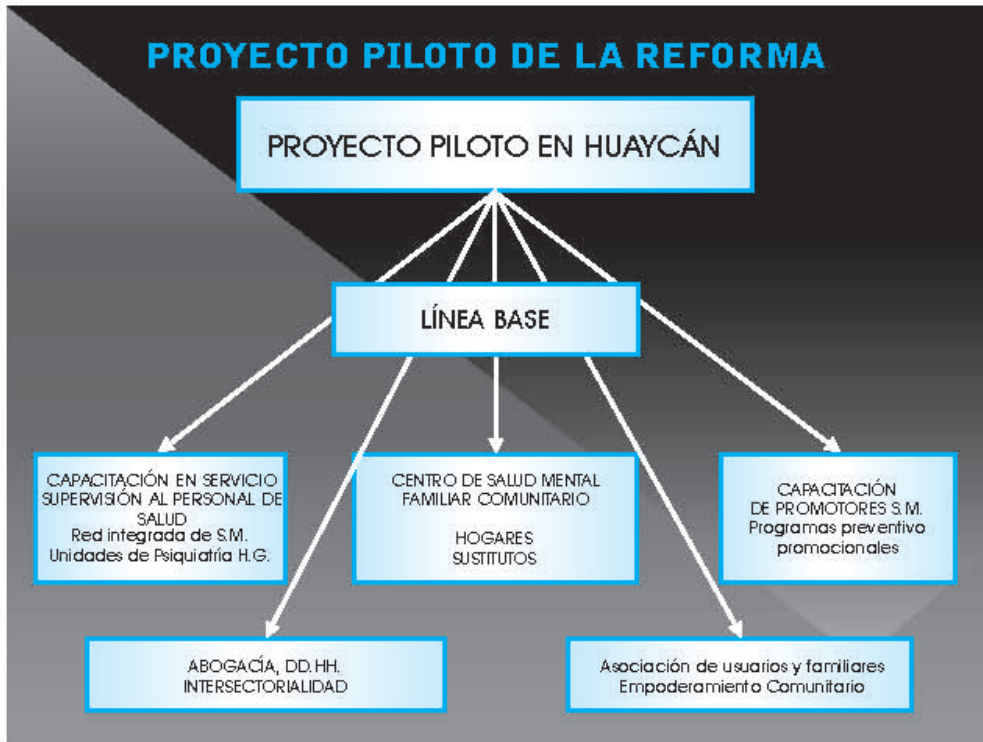 PROYECTO PILOTO DE LA REFORMA
PROYECTO PILOTO EN HUAYCÁN
LÍNEA BASE
CAPACITACIÓN EN SERVICIO
SUPERVISIÓN AL PERSONAL DE
SALUD
Red integrada de S.M.
Unidades de Psiquiatría H.G.
CENTRO DE SALUD MENTAL
FAMILIAR COMUNITARIO
HOGARES
SUSTITUTOS
CAPACITACIÓN
DE PROMOTORES S.M.
Programas preventivo
promocionales
ABOGACÍA, DD.HH.
INTERSECTORIALIDAD
Asociación de usuarios y familiares
Empoderamiento Comunitario